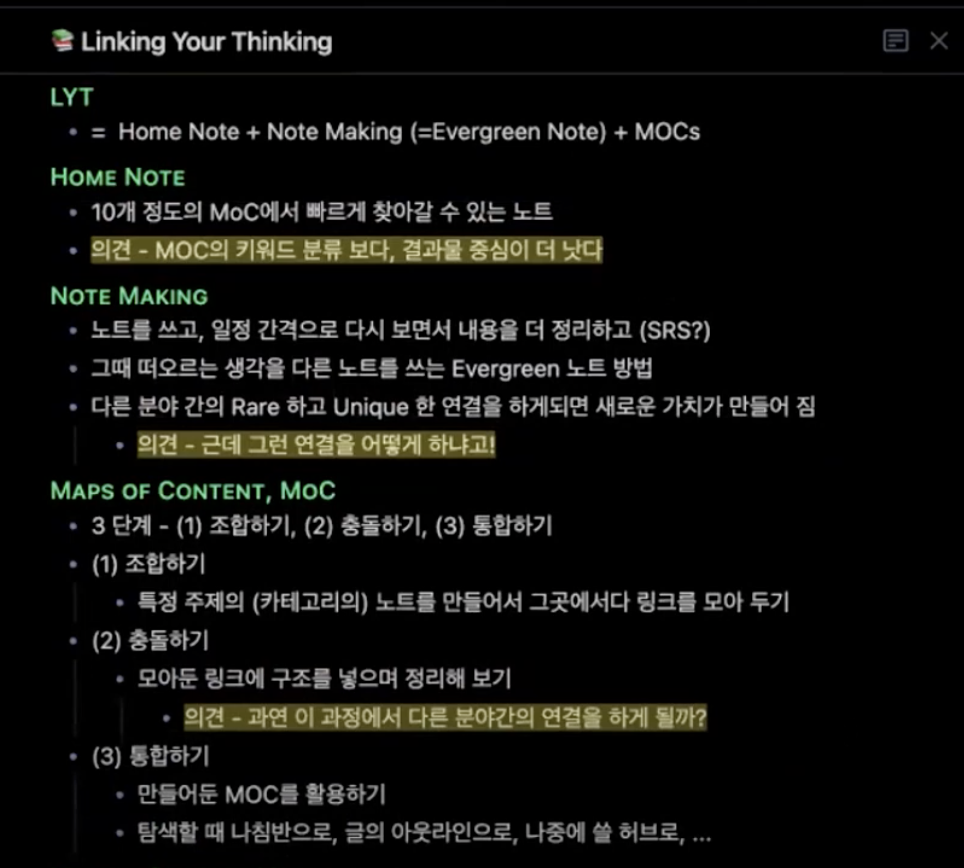 📚 Linking Your Thinking
LYT
= Home Note + Note Making (=Evergreen Note) + MOCs
HOME NOTE
10개 정도의 MoC에서 빠르게 찾아갈 수 있는 노트
의견 - MOC의 키워드 분류 보다, 결과물 중심이 더 낫다
NOTE MAKING
노트를 쓰고, 일정 간격으로 다시 보면서 내용을 더 정리하고 (SRS?)
그때 떠오르는 생각을 다른 노트를 쓰는 Evergreen 노트 방법
다른 분야 간의 Rare 하고 Unique 한 연결을 하게되면 새로운 가치가 만들어 짐
의견 - 근데 그런 연결을 어떻게 하냐고!
MAPS OF CONTENT, MOC
3 단계 - (1) 조합하기, (2) 충돌하기, (3) 통합하기
(1) 조합하기
특정 주제의 (카테고리의) 노트를 만들어서 그곳에서다 링크를 모아 두기
(2) 충돌하기
모아둔 링크에 구조를 넣으며 정리해 보기
의견 - 과연 이 과정에서 다른 분야간의 연결을 하게 될까?
(3) 통합하기
만들어둔 MOC를 활용하기
탐색할 때 나침반으로, 글의 아웃라인으로, 나중에 쓸 허브로, ...